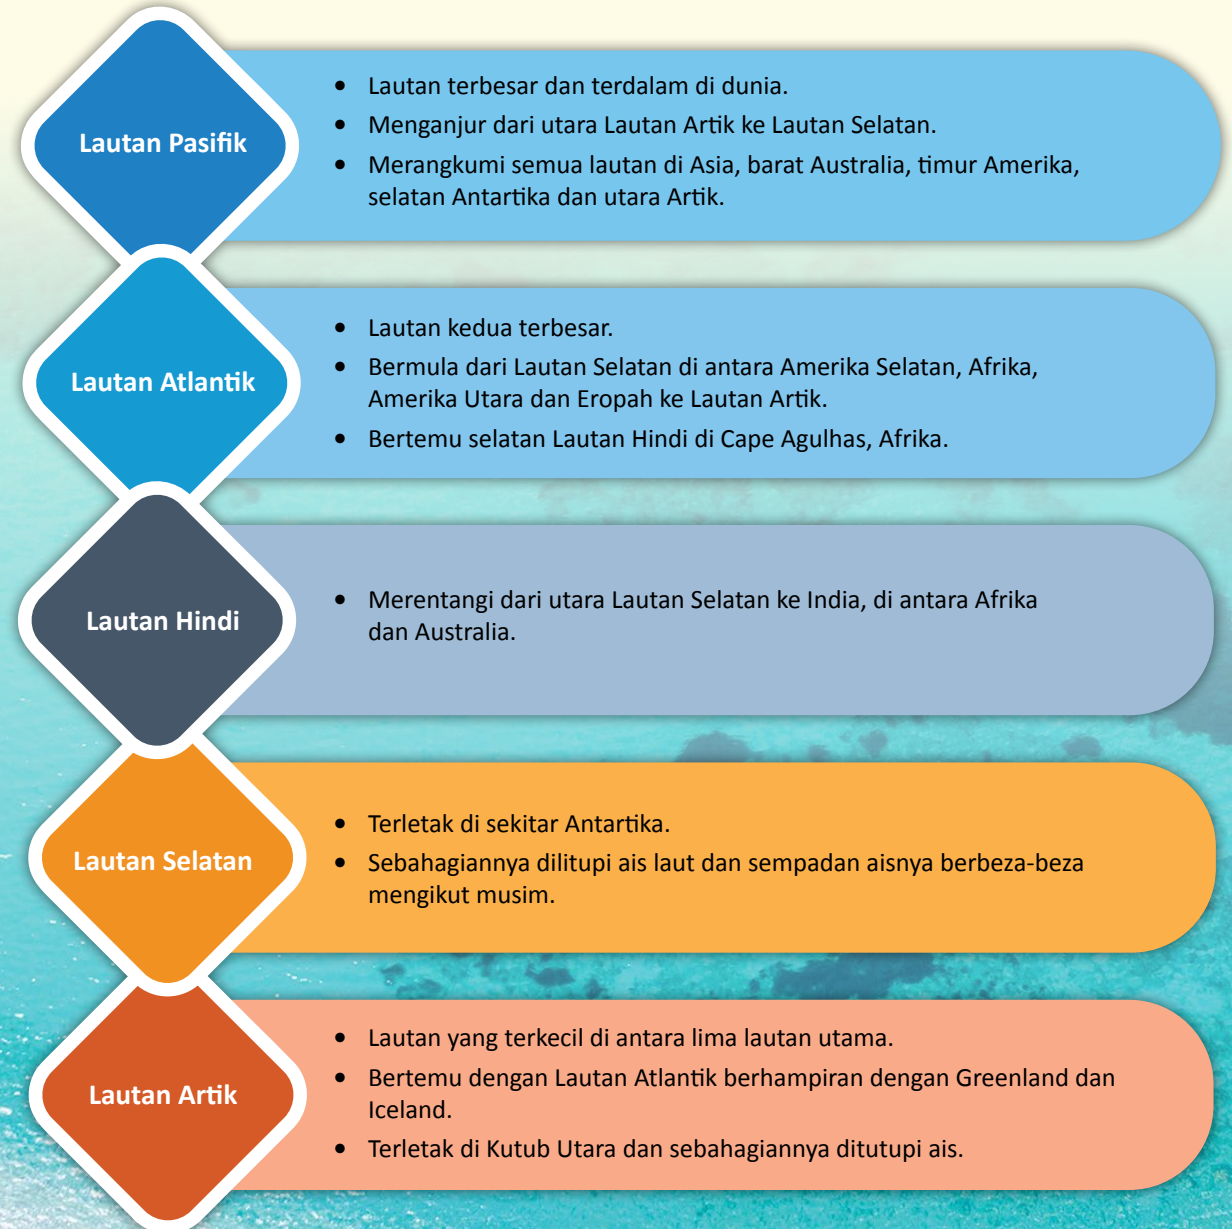 Lautan Pasifik
• Lautan terbesar dan terdalam di dunia.
• Menganjur dari utara Lautan Artik ke Lautan Selatan.
• Merangkumi semua lautan di Asia, barat Australia, timur Amerika,
selatan Antartika dan utara Artik.
Lautan Atlantik
• Lautan kedua terbesar.
• Bermula dari Lautan Selatan di antara Amerika Selatan, Afrika,
Amerika Utara dan Eropah ke Lautan Artik.
• Bertemu selatan Lautan Hindi di Cape Agulhas, Afrika.
Lautan Hindi
• Merentangi dari utara Lautan Selatan ke India, di antara Afrika
dan Australia.
Lautan Selatan
• Terletak di sekitar Antartika.
• Sebahagiannya dilitupi ais laut dan sempadan aisnya berbeza-beza
mengikut musim.
Lautan Artik
• Lautan yang terkecil di antara lima lautan utama.
• Bertemu dengan Lautan Atlantik berhampiran dengan Greenland dan
Iceland.
• Terletak di Kutub Utara dan sebahagiannya ditutupi ais.